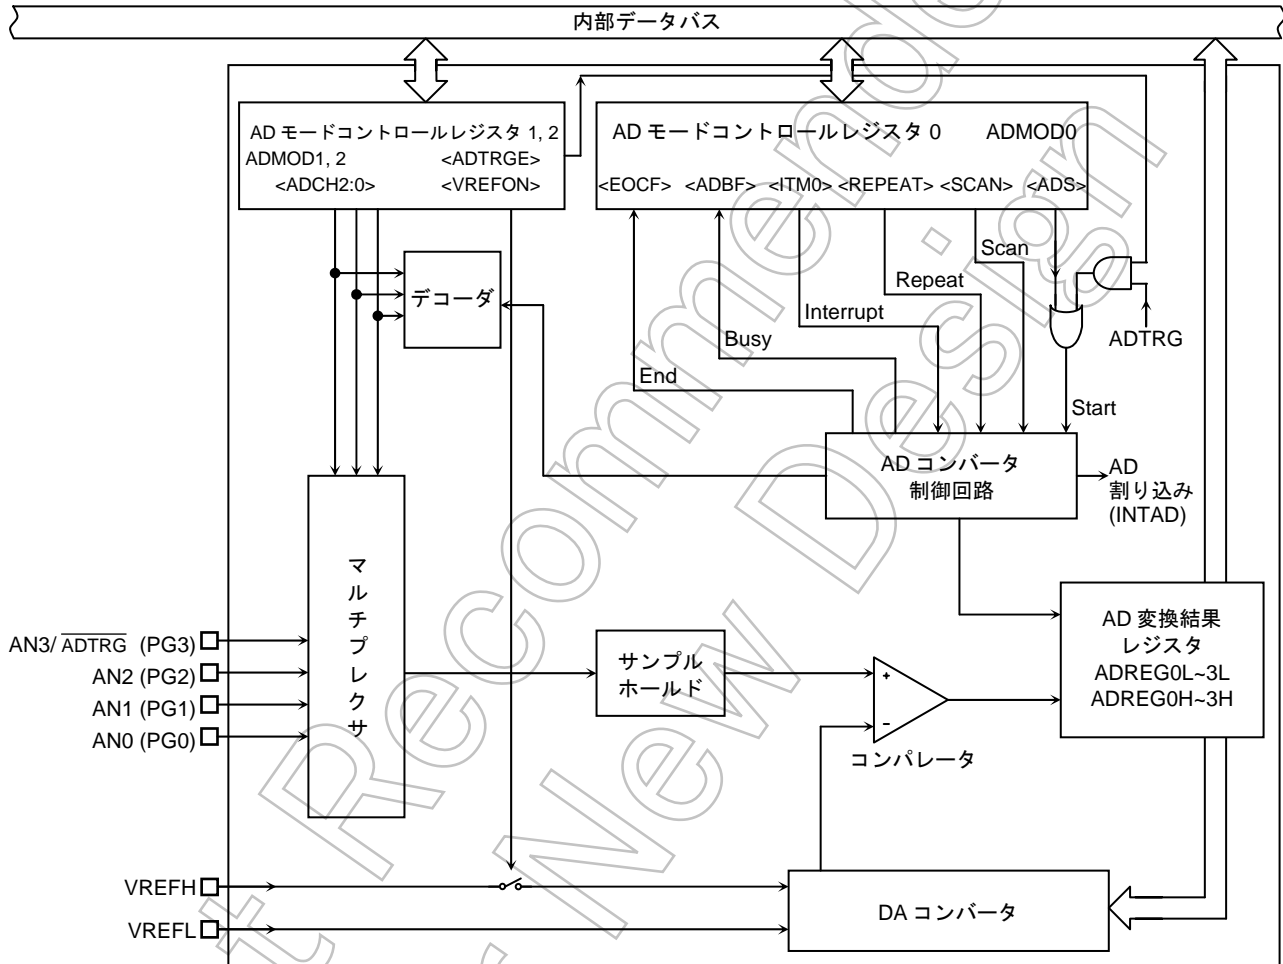 内部データバス
AD モードコントロールレジスタ 1, 2
ADMOD1, 2 <ADTRGE>
<ADCH2:0> <VREFON>
AD モードコントロールレジスタ 0 ADMOD0
<EOCF> <ADBF> <ITM0> <REPEAT> <SCAN> <ADS>
デコーダ
Scan
Repeat
Interrupt
Busy
End
ADTRG
Start
AD コンバータ
制御回路
AD
割り込み
(INTAD)
マルチプレクサ
AN3/ ADTRG (PG3)
AN2 (PG2)
AN1 (PG1)
AN0 (PG0)
サンプル
ホールド
+
−
コンパレータ
AD 変換結果
レジスタ
ADREG0L~3L
ADREG0H~3H
VREFH
VREFL
DA コンバータ
t Recommende
r New Design